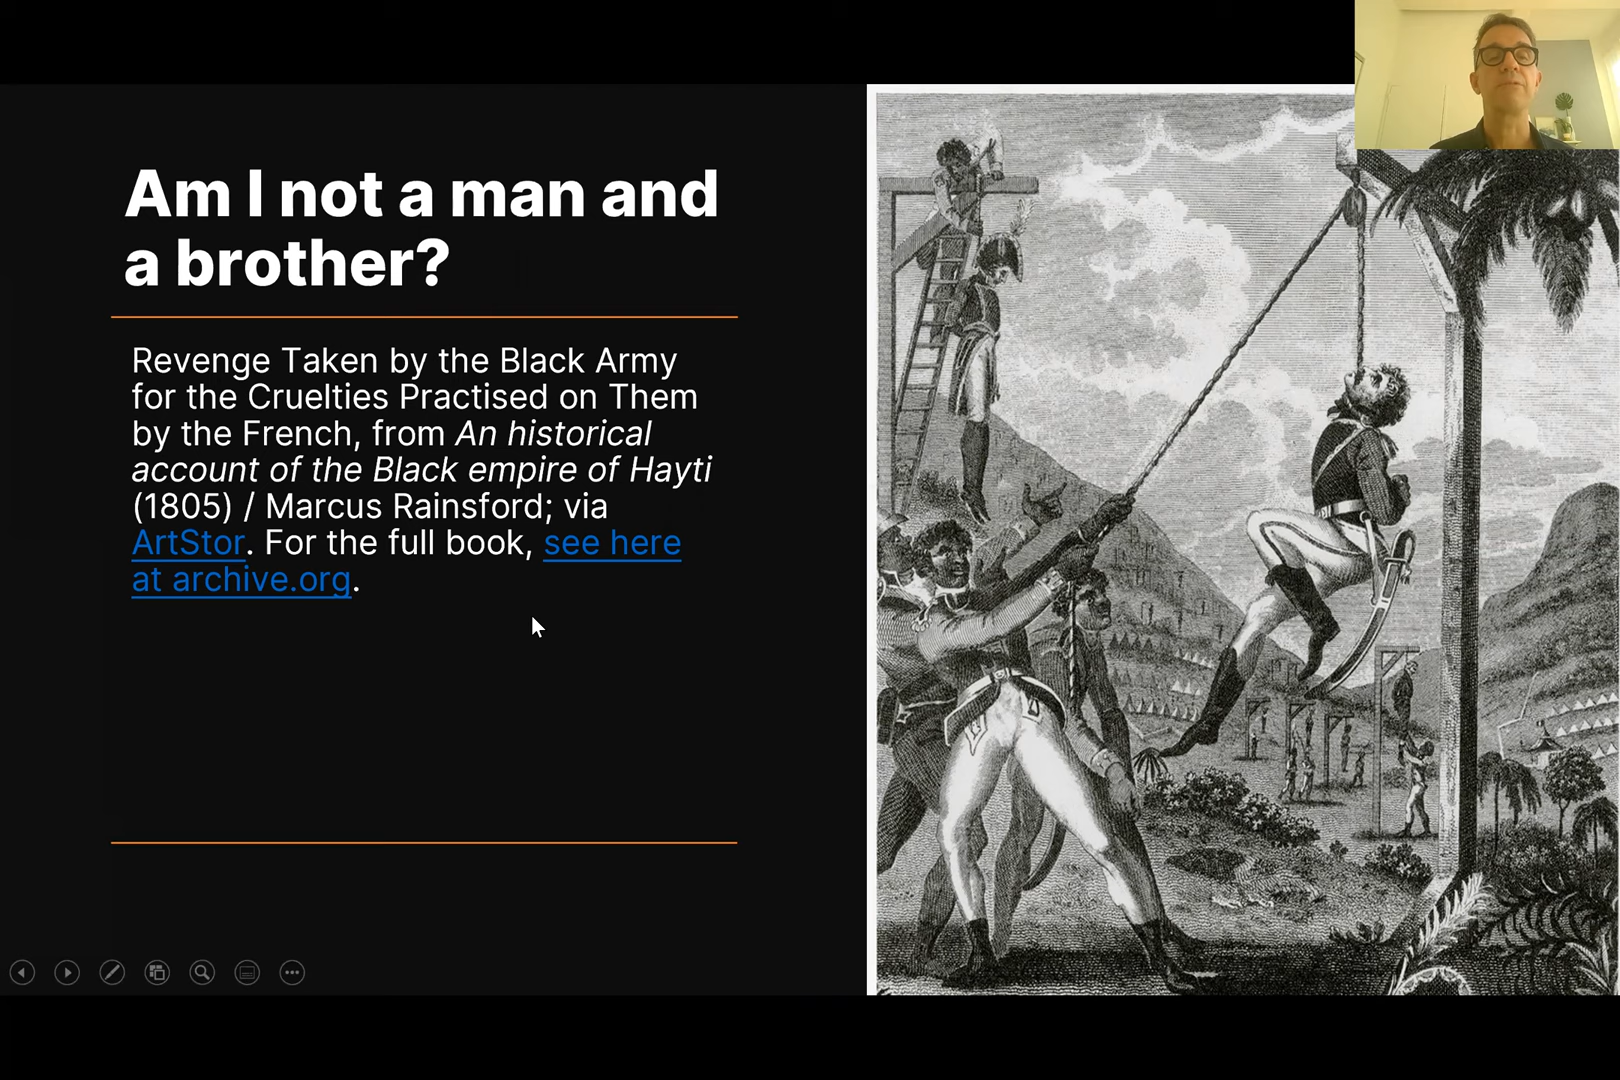 Am I not a man and
a brother?
Revenge Taken by the Black Army
for the Cruelties Practised on Them
by the French, from An historical
account of the Black empire of Hayti
(1805) / Marcus Rainsford; via
ArtStor. For the full book, see here
at archive.org.